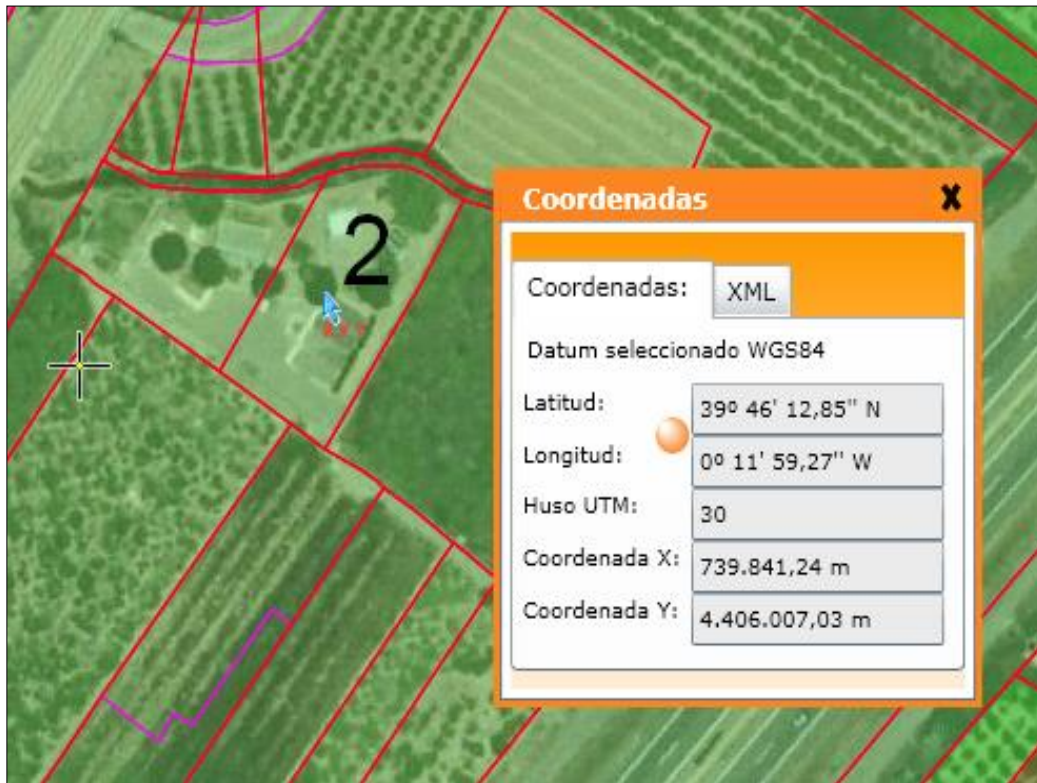 2
Coordenadas
X
Coordenadas:
XML
Datum seleccionado WGS84
Latitud:
39º 46' 12,85'' N
Longitud:
0º 11' 59,27'' W
Huso UTM:
30
Coordenada X:
739.841,24 m
Coordenada Y:
4.406.007,03 m